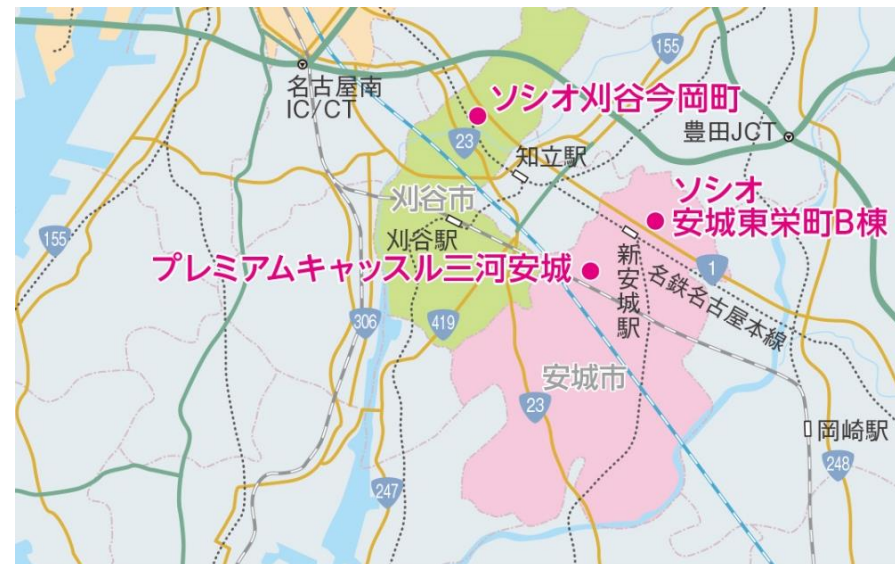 155
名古屋南
IC/CT
ソシオ刈谷今岡町
23
豊田JCT
知立駅
ソシオ
安城東栄町B棟
刈谷市
刈谷駅
155
プレミアムキャッスル三河安城
新安城駅
1
名鉄名古屋本線
306
419
安城市
23
岡崎駅
248
247